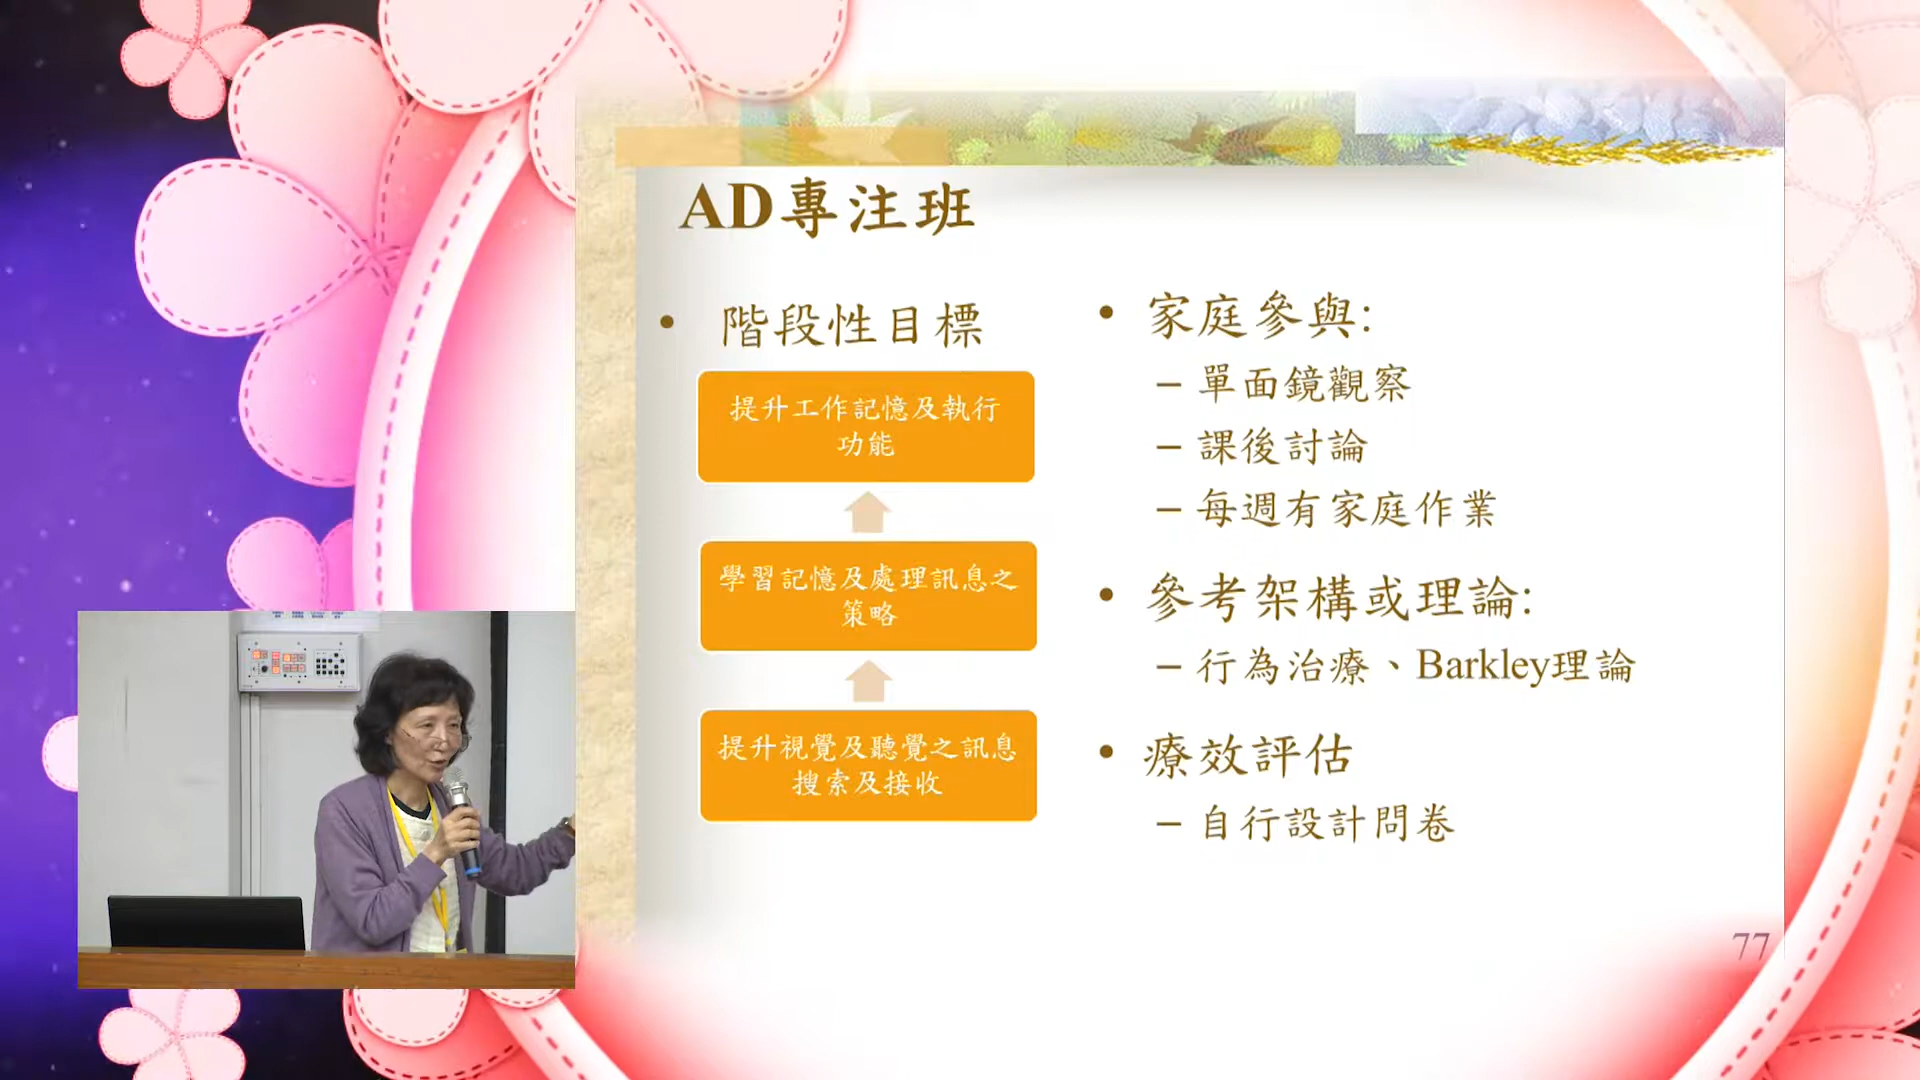 AD專注班
• 階段性目標
提升工作記憶及執行
功能
學習記憶及處理訊息之
策略
提升視覺及聽覺之訊息
搜索及接收
• 家庭參與:
– 單面鏡觀察
– 課後討論
– 每週有家庭作業
• 參考架構或理論:
– 行為治療、Barkley理論
• 療效評估
– 自行設計問卷
77